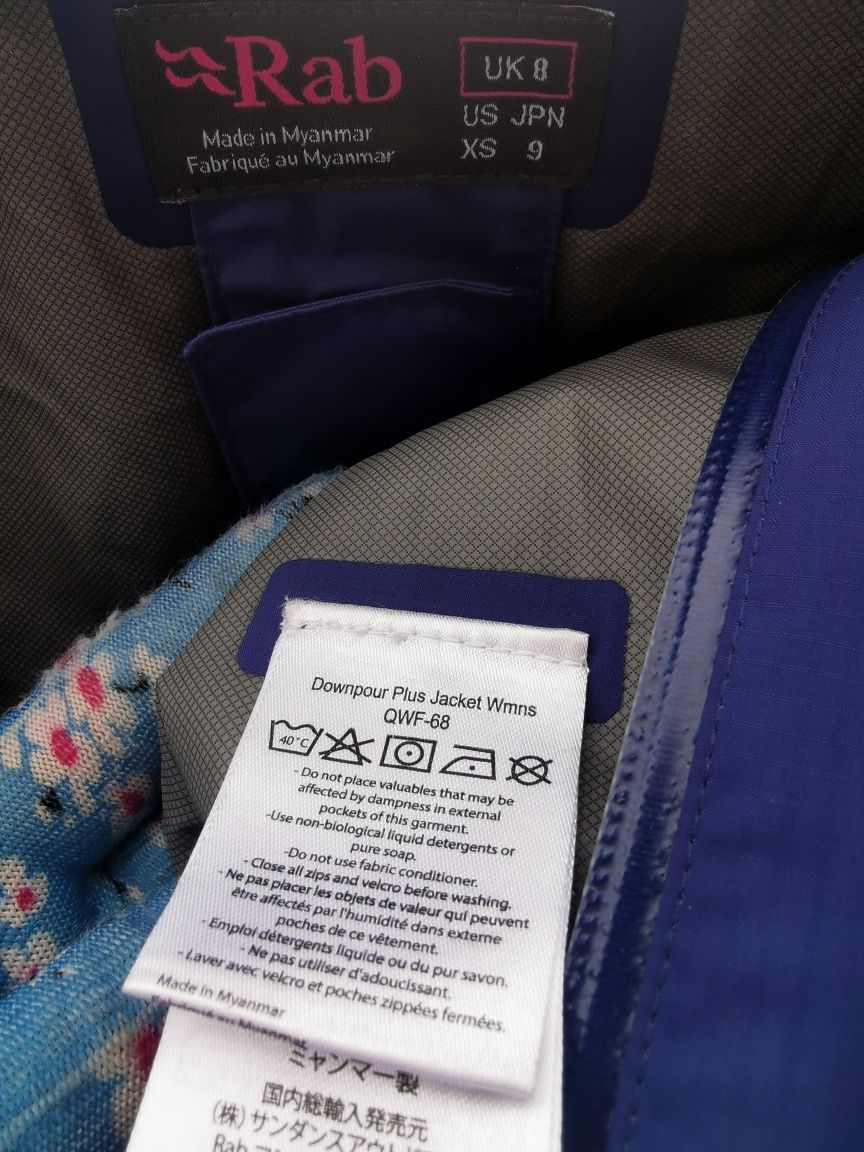 Rab
UK 8
US JPN
XS 9
Made in Myanmar
Fabriqué au Myanmar
Downpour Plus Jacket Wmns
QWF-68
40°C
- Do not place valuables that may be
affected by dampness in external
pockets of this garment.
-Use non-biological liquid detergents or
pure soap.
-Do not use fabric conditioner.
- Close all zips and velcro before washing.
- Ne pas placer les objets de valeur qui peuvent
être affectés par l'humidité dans externe
poches de ce vêtement.
- Emploi détergents liquide ou du pur savon.
- Ne pas utiliser d'adoucissant.
- Laver avec velcro et poches zippées fermées.
Made in Myanmar
au Myanmar
ミャンマー製
国内総輸入発売元
(株)サンダンスアウト
Rab